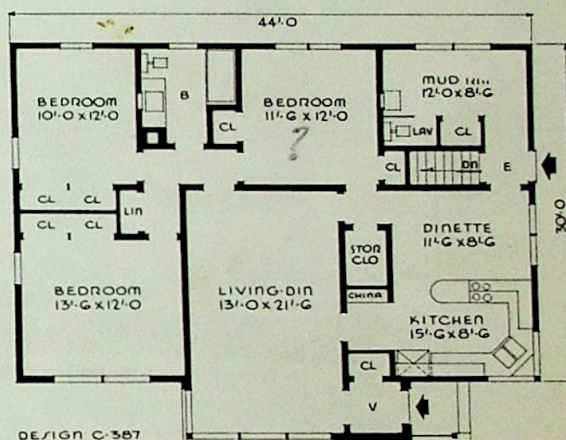 44'-0
BEDROOM
10'-0 x 12'-0
B
CL
BEDROOM
11'-6 x 12'-0
?
MUD
12'-0 x 8'-6
LAV
CL
CL
DN
E
30'-0
CL CL
LIN
CL CL
BEDROOM
13'-6 x 12'-0
LIVING-DIN
13'-0 x 21'-6
STOR
CLO
CHINA
DINETTE
11'-6 x 8'-6
KITCHEN
15'-6 x 8'-6
CL
V
DESIGN C-387